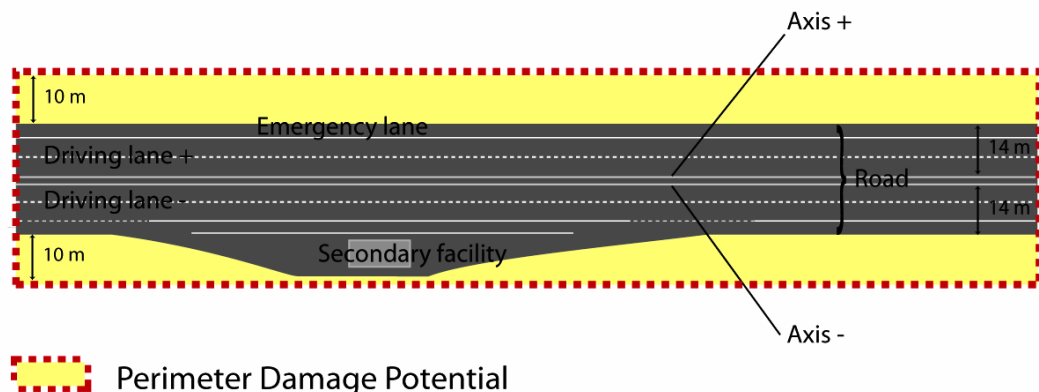 Axis +
10 m
Emergency lane
Driving lane +
14 m
Road
Driving lane -
14 m
10 m
Secondary facility
Axis -
Perimeter Damage Potential